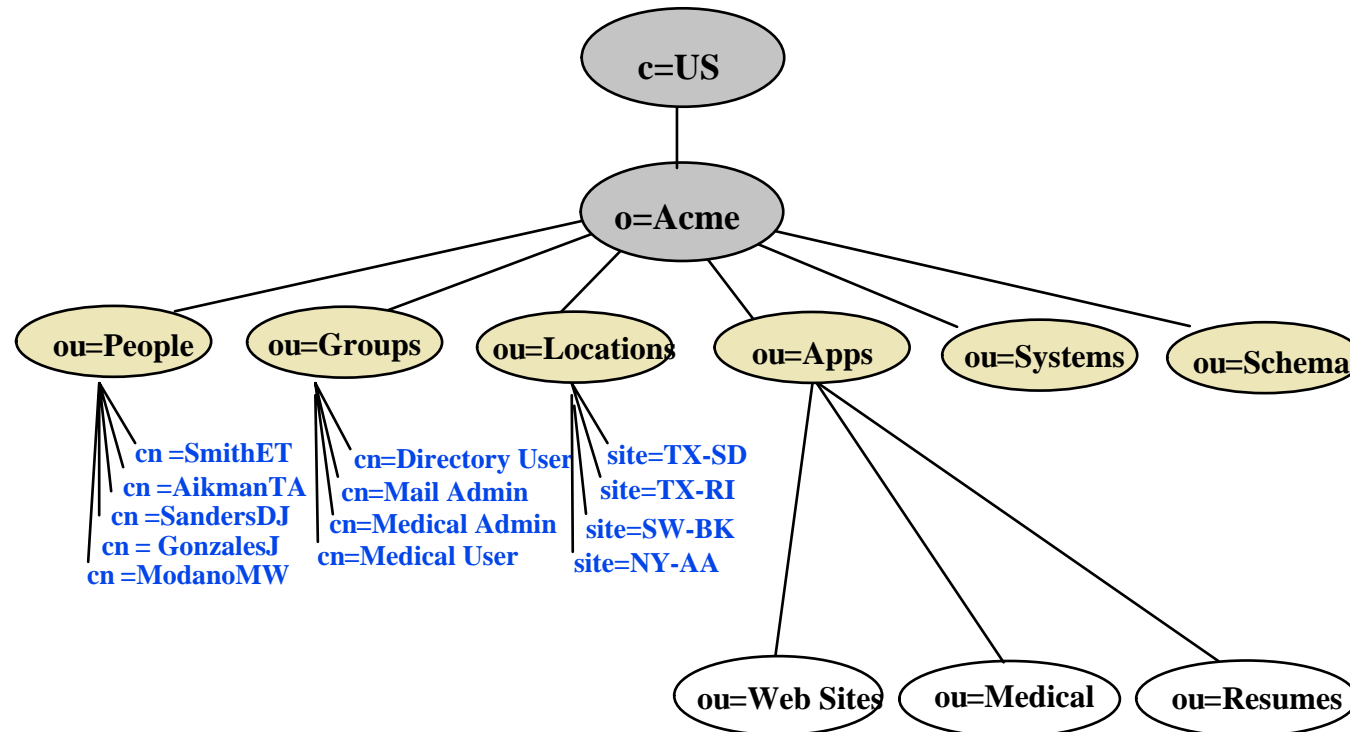 c=US
o=Acme
ou=People
ou=Groups
ou=Locations
ou=Apps
ou=Systems
ou=Schema
cn =SmithET
cn =AikmanTA
cn =SandersDJ
cn = GonzalesJ
cn =ModanoMW
cn=Directory User
cn=Mail Admin
cn=Medical Admin
cn=Medical User
site=TX-SD
site=TX-RI
site=SW-BK
site=NY-AA
ou=Web Sites
ou=Medical
ou=Resumes